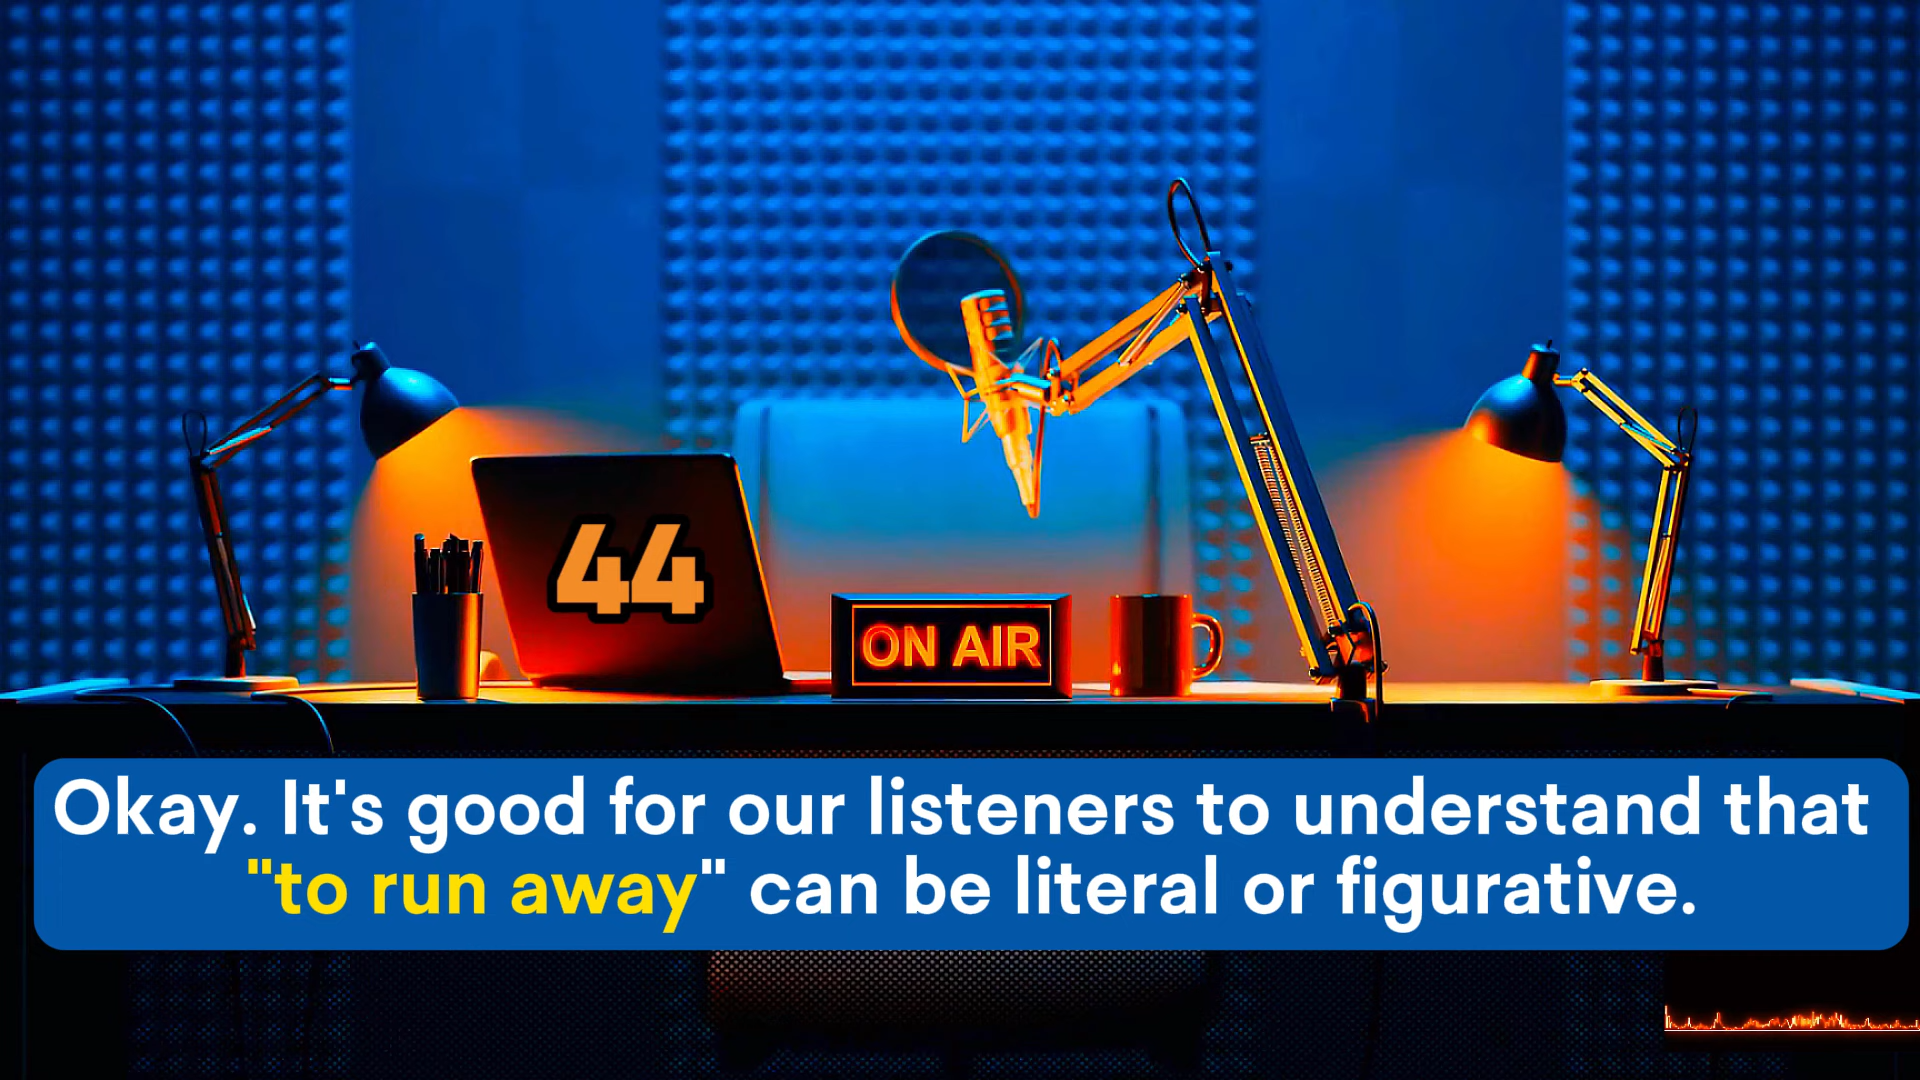 44
ON AIR
Okay. It's good for our listeners to understand that
"to run away" can be literal or figurative.